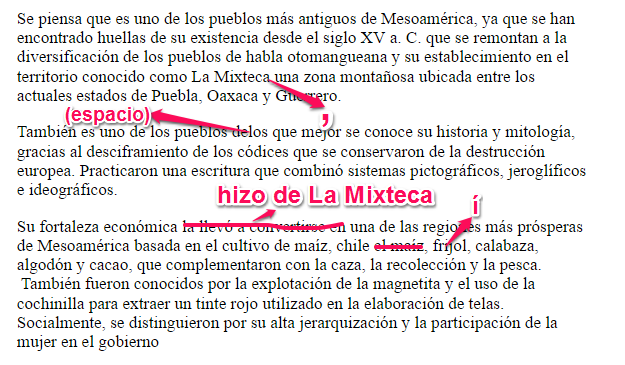 Se piensa que es uno de los pueblos más antiguos de Mesoamérica, ya que se han
encontrado huellas de su existencia desde el siglo XV a. C. que se remontan a la
diversificación de los pueblos de habla otomangueana y su establecimiento en el
territorio conocido como La Mixteca una zona montañosa ubicada entre los
actuales estados de Puebla, Oaxaca y Guerrero.
(espacio)
,
También es uno de los pueblos delos que mejor se conoce su historia y mitología,
gracias al desciframiento de los códices que se conservaron de la destrucción
europea. Practicaron una escritura que combinó sistemas pictográficos, jeroglíficos
e ideográficos.
hizo de La Mixteca
í
Su fortaleza económica la llevó a convertirse en una de las regiones más prósperas
de Mesoamérica basada en el cultivo de maíz, chile el maíz, frijol, calabaza,
algodón y cacao, que complementaron con la caza, la recolección y la pesca.
También fueron conocidos por la explotación de la magnetita y el uso de la
cochinilla para extraer un tinte rojo utilizado en la elaboración de telas.
Socialmente, se distinguieron por su alta jerarquización y la participación de la
mujer en el gobierno